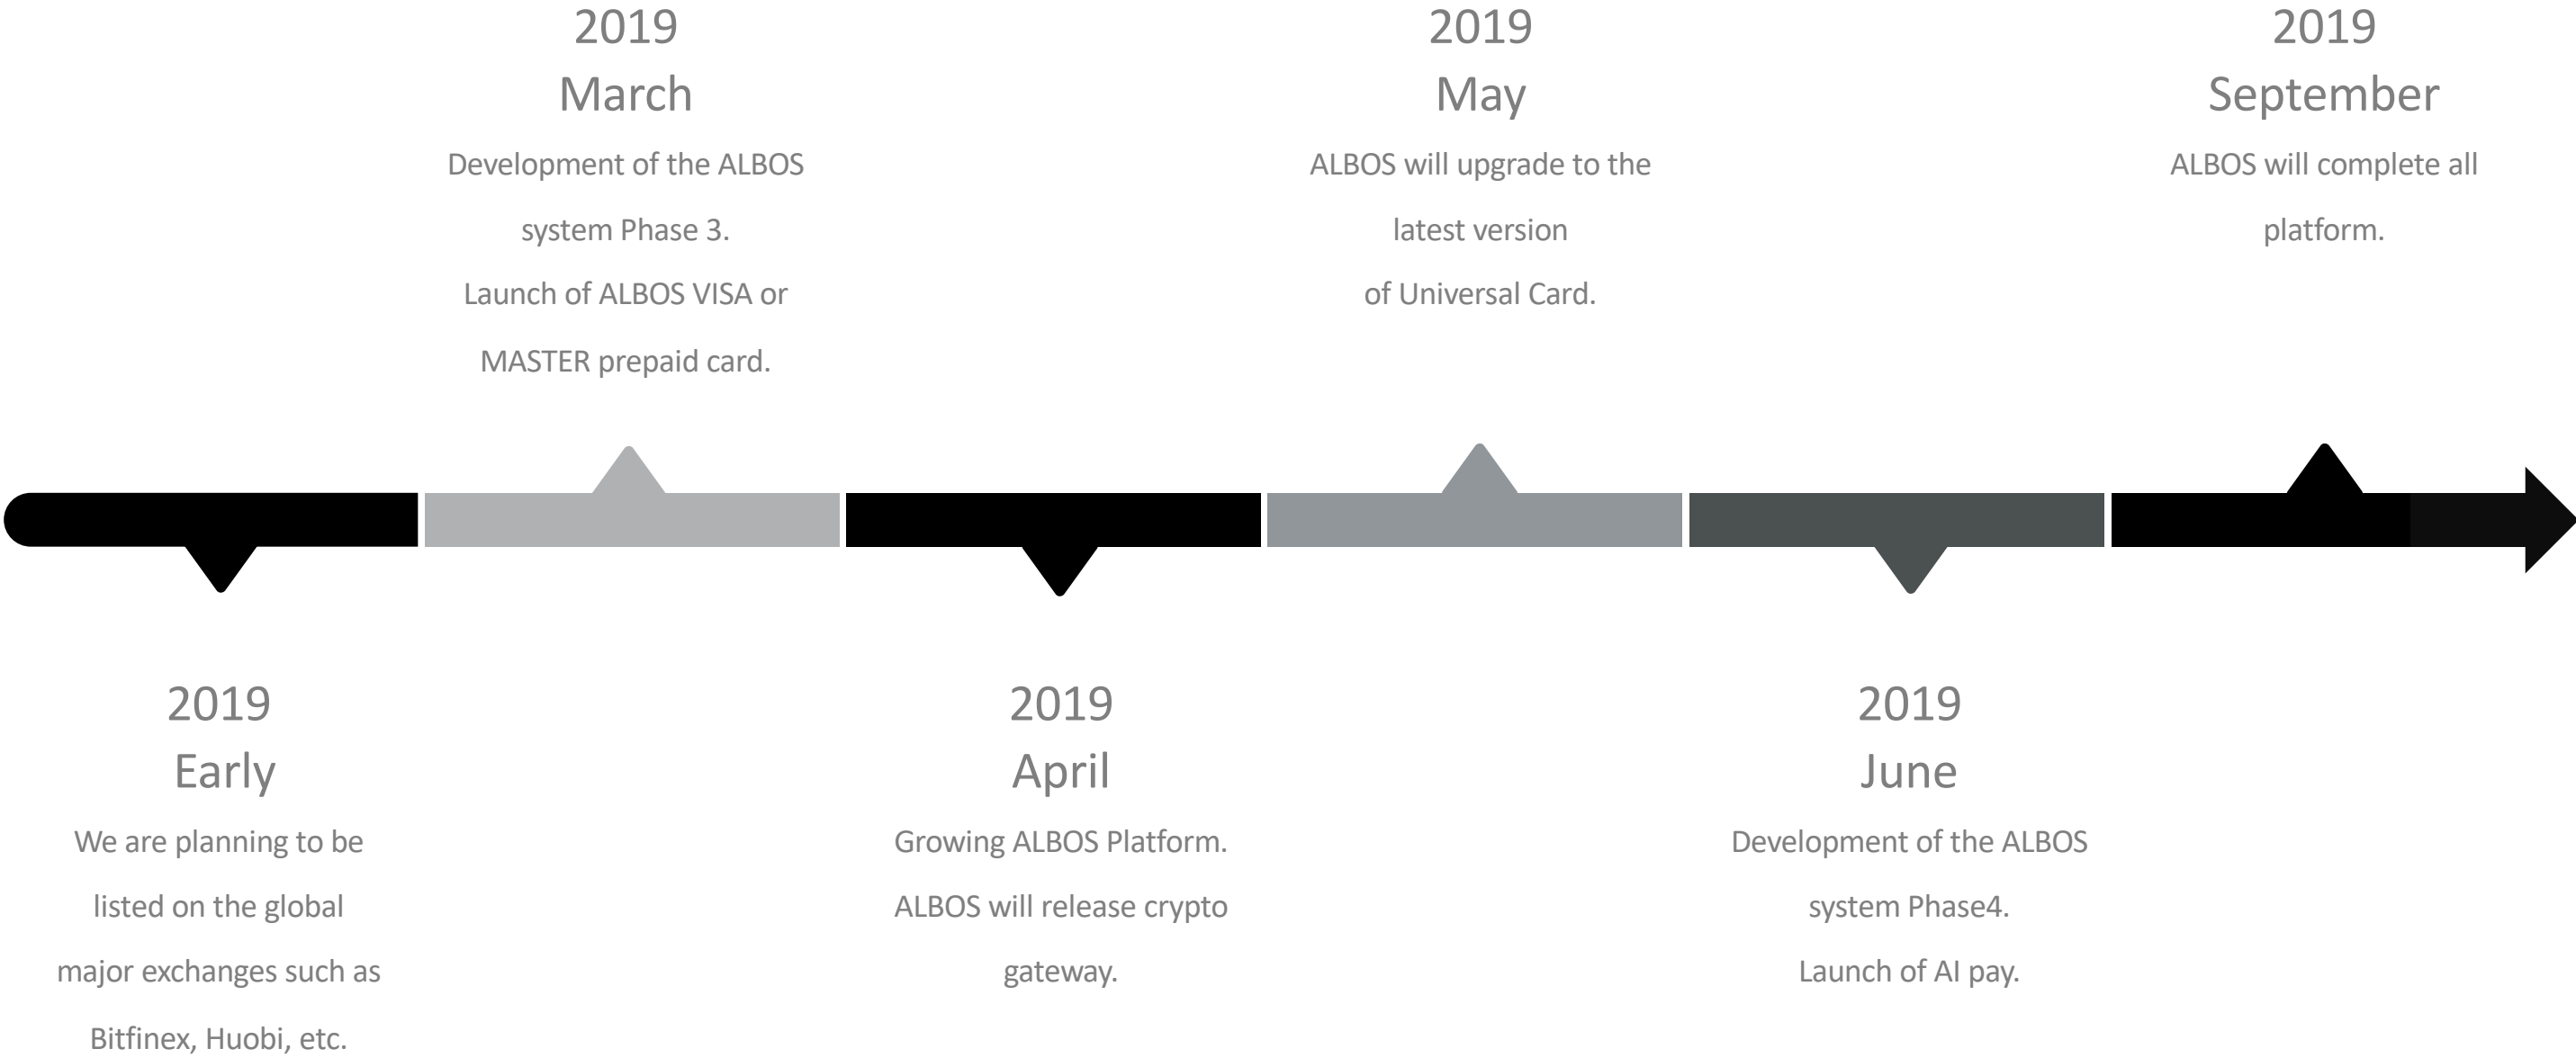 2019
March
Development of the ALBOS
system Phase 3.
Launch of ALBOS VISA or
MASTER prepaid card.
2019
May
ALBOS will upgrade to the
latest version
of Universal Card.
2019
September
ALBOS will complete all
platform.
2019
Early
We are planning to be
listed on the global
major exchanges such as
Bitfinex, Huobi, etc.
2019
April
Growing ALBOS Platform.
ALBOS will release crypto
gateway.
2019
June
Development of the ALBOS
system Phase4.
Launch of AI pay.